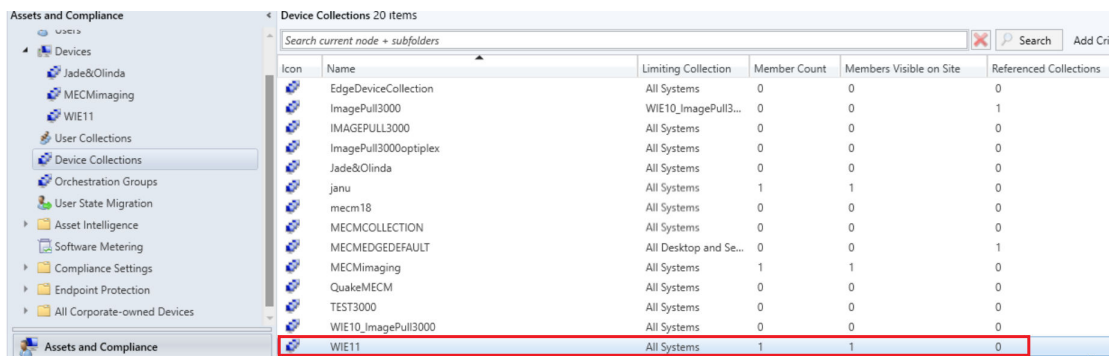 Assets and Compliance
Users
Devices
Jade&Olinda
MECMimaging
WIE11
User Collections
Device Collections
Orchestration Groups
User State Migration
Asset Intelligence
Software Metering
Compliance Settings
Endpoint Protection
All Corporate-owned Devices
Assets and Compliance
Device Collections 20 items
Search current node + subfolders Search Add Cri
Icon Name Limiting Collection Member Count Members Visible on Site Referenced Collections
EdgeDeviceCollection All Systems 0 0 0
ImagePull3000 WIE10_ImagePull3... 0 0 1
IMAGEPULL3000 All Systems 0 0 0
ImagePull3000optiplex All Systems 0 0 0
Jade&Olinda All Systems 0 0 0
janu All Systems 1 1 0
mecm18 All Systems 0 0 0
MECMCOLLECTION All Systems 0 0 0
MECMEDGEDEFAULT All Desktop and Se... 0 0 1
MECMimaging All Systems 1 1 0
QuakeMECM All Systems 0 0 0
TEST3000 All Systems 0 0 0
WIE10_ImagePull3000 All Systems 0 0 0
WIE11 All Systems 1 1 0